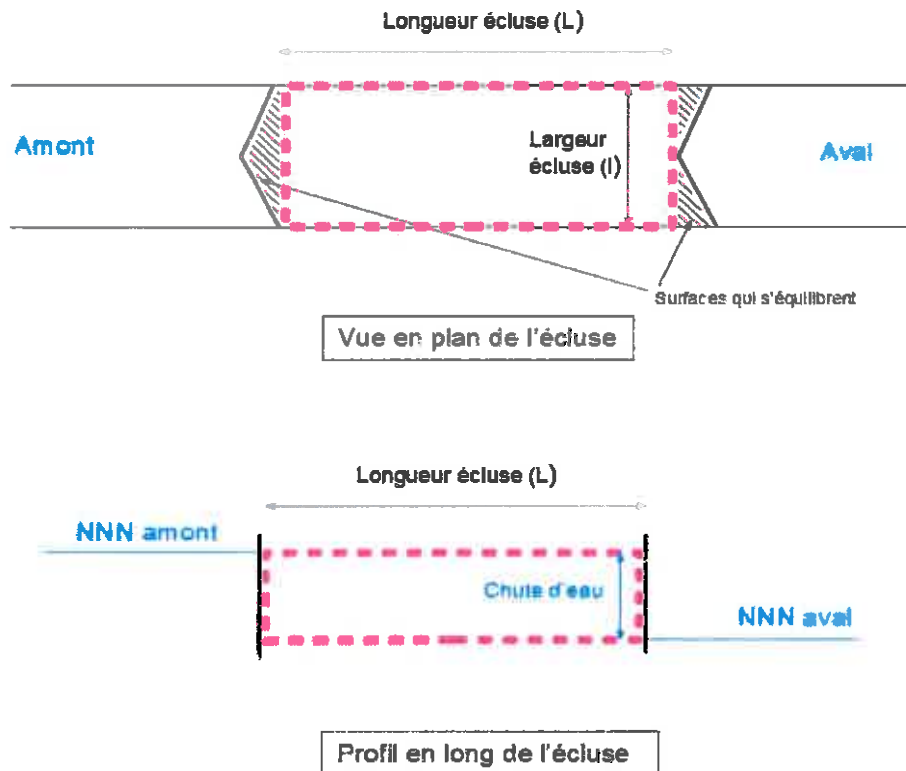 Longueur écluse (L)
Amont
Largeur
écluse (l)
Aval
Surfaces qui s'équilibrent
Vue en plan de l'écluse
Longueur écluse (L)
NNN amont
Chute d'eau
NNN aval
Profil en long de l'écluse